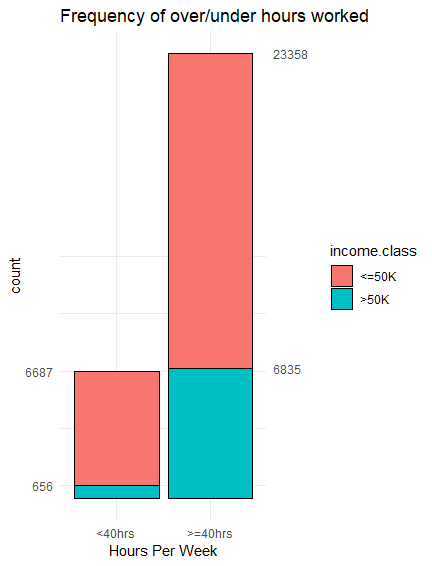 Frequency of over/under hours worked
23358
count
income.class
<=50K
>50K
6687
6835
656
<40hrs
>=40hrs
Hours Per Week